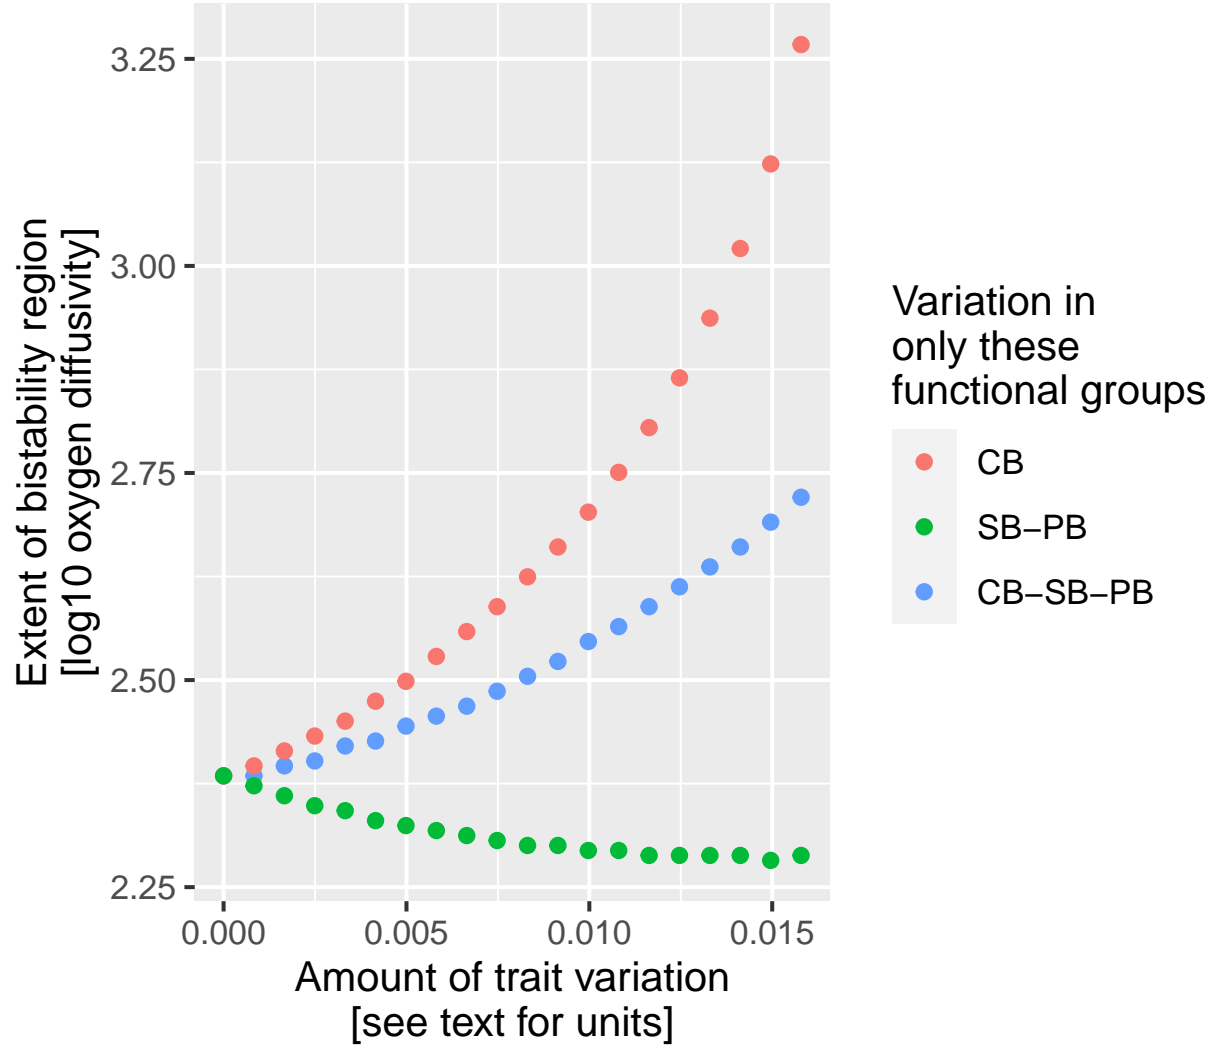 3.25
3.00
2.75
2.50
2.25
Extent of bistability region
[log10 oxygen diffusivity]
0.000
0.005
0.010
0.015
Amount of trait variation
[see text for units]
Variation in
only these
functional groups
CB
SB−PB
CB−SB−PB